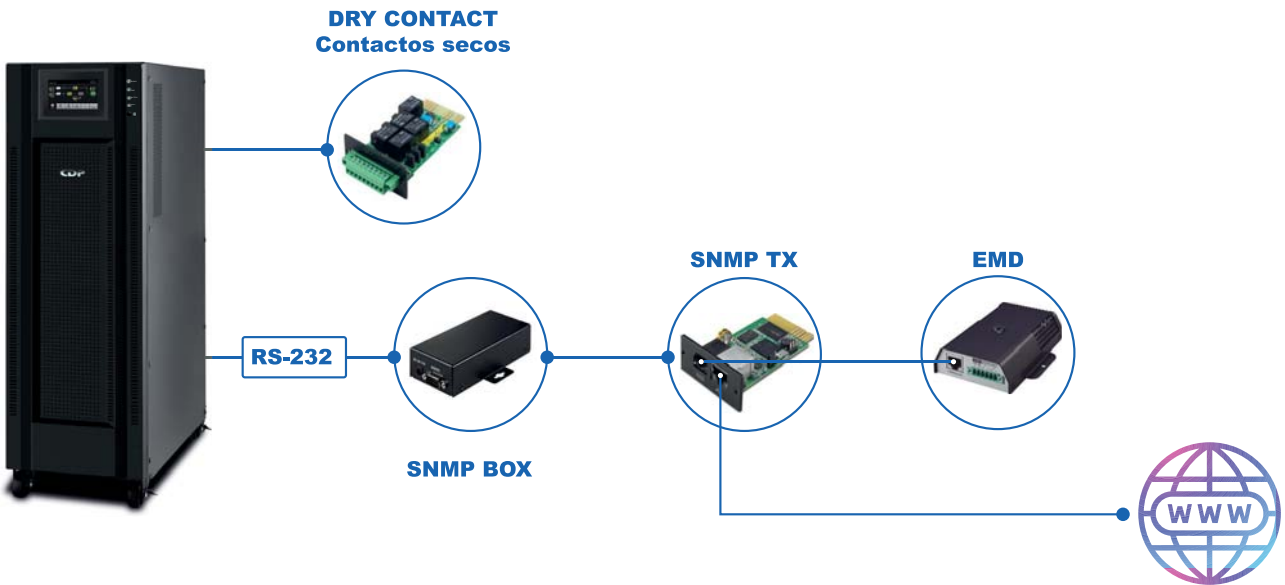 DRY CONTACT
Contactos secos
CDP
SNMP TX
EMD
RS-232
SNMP BOX
WWW